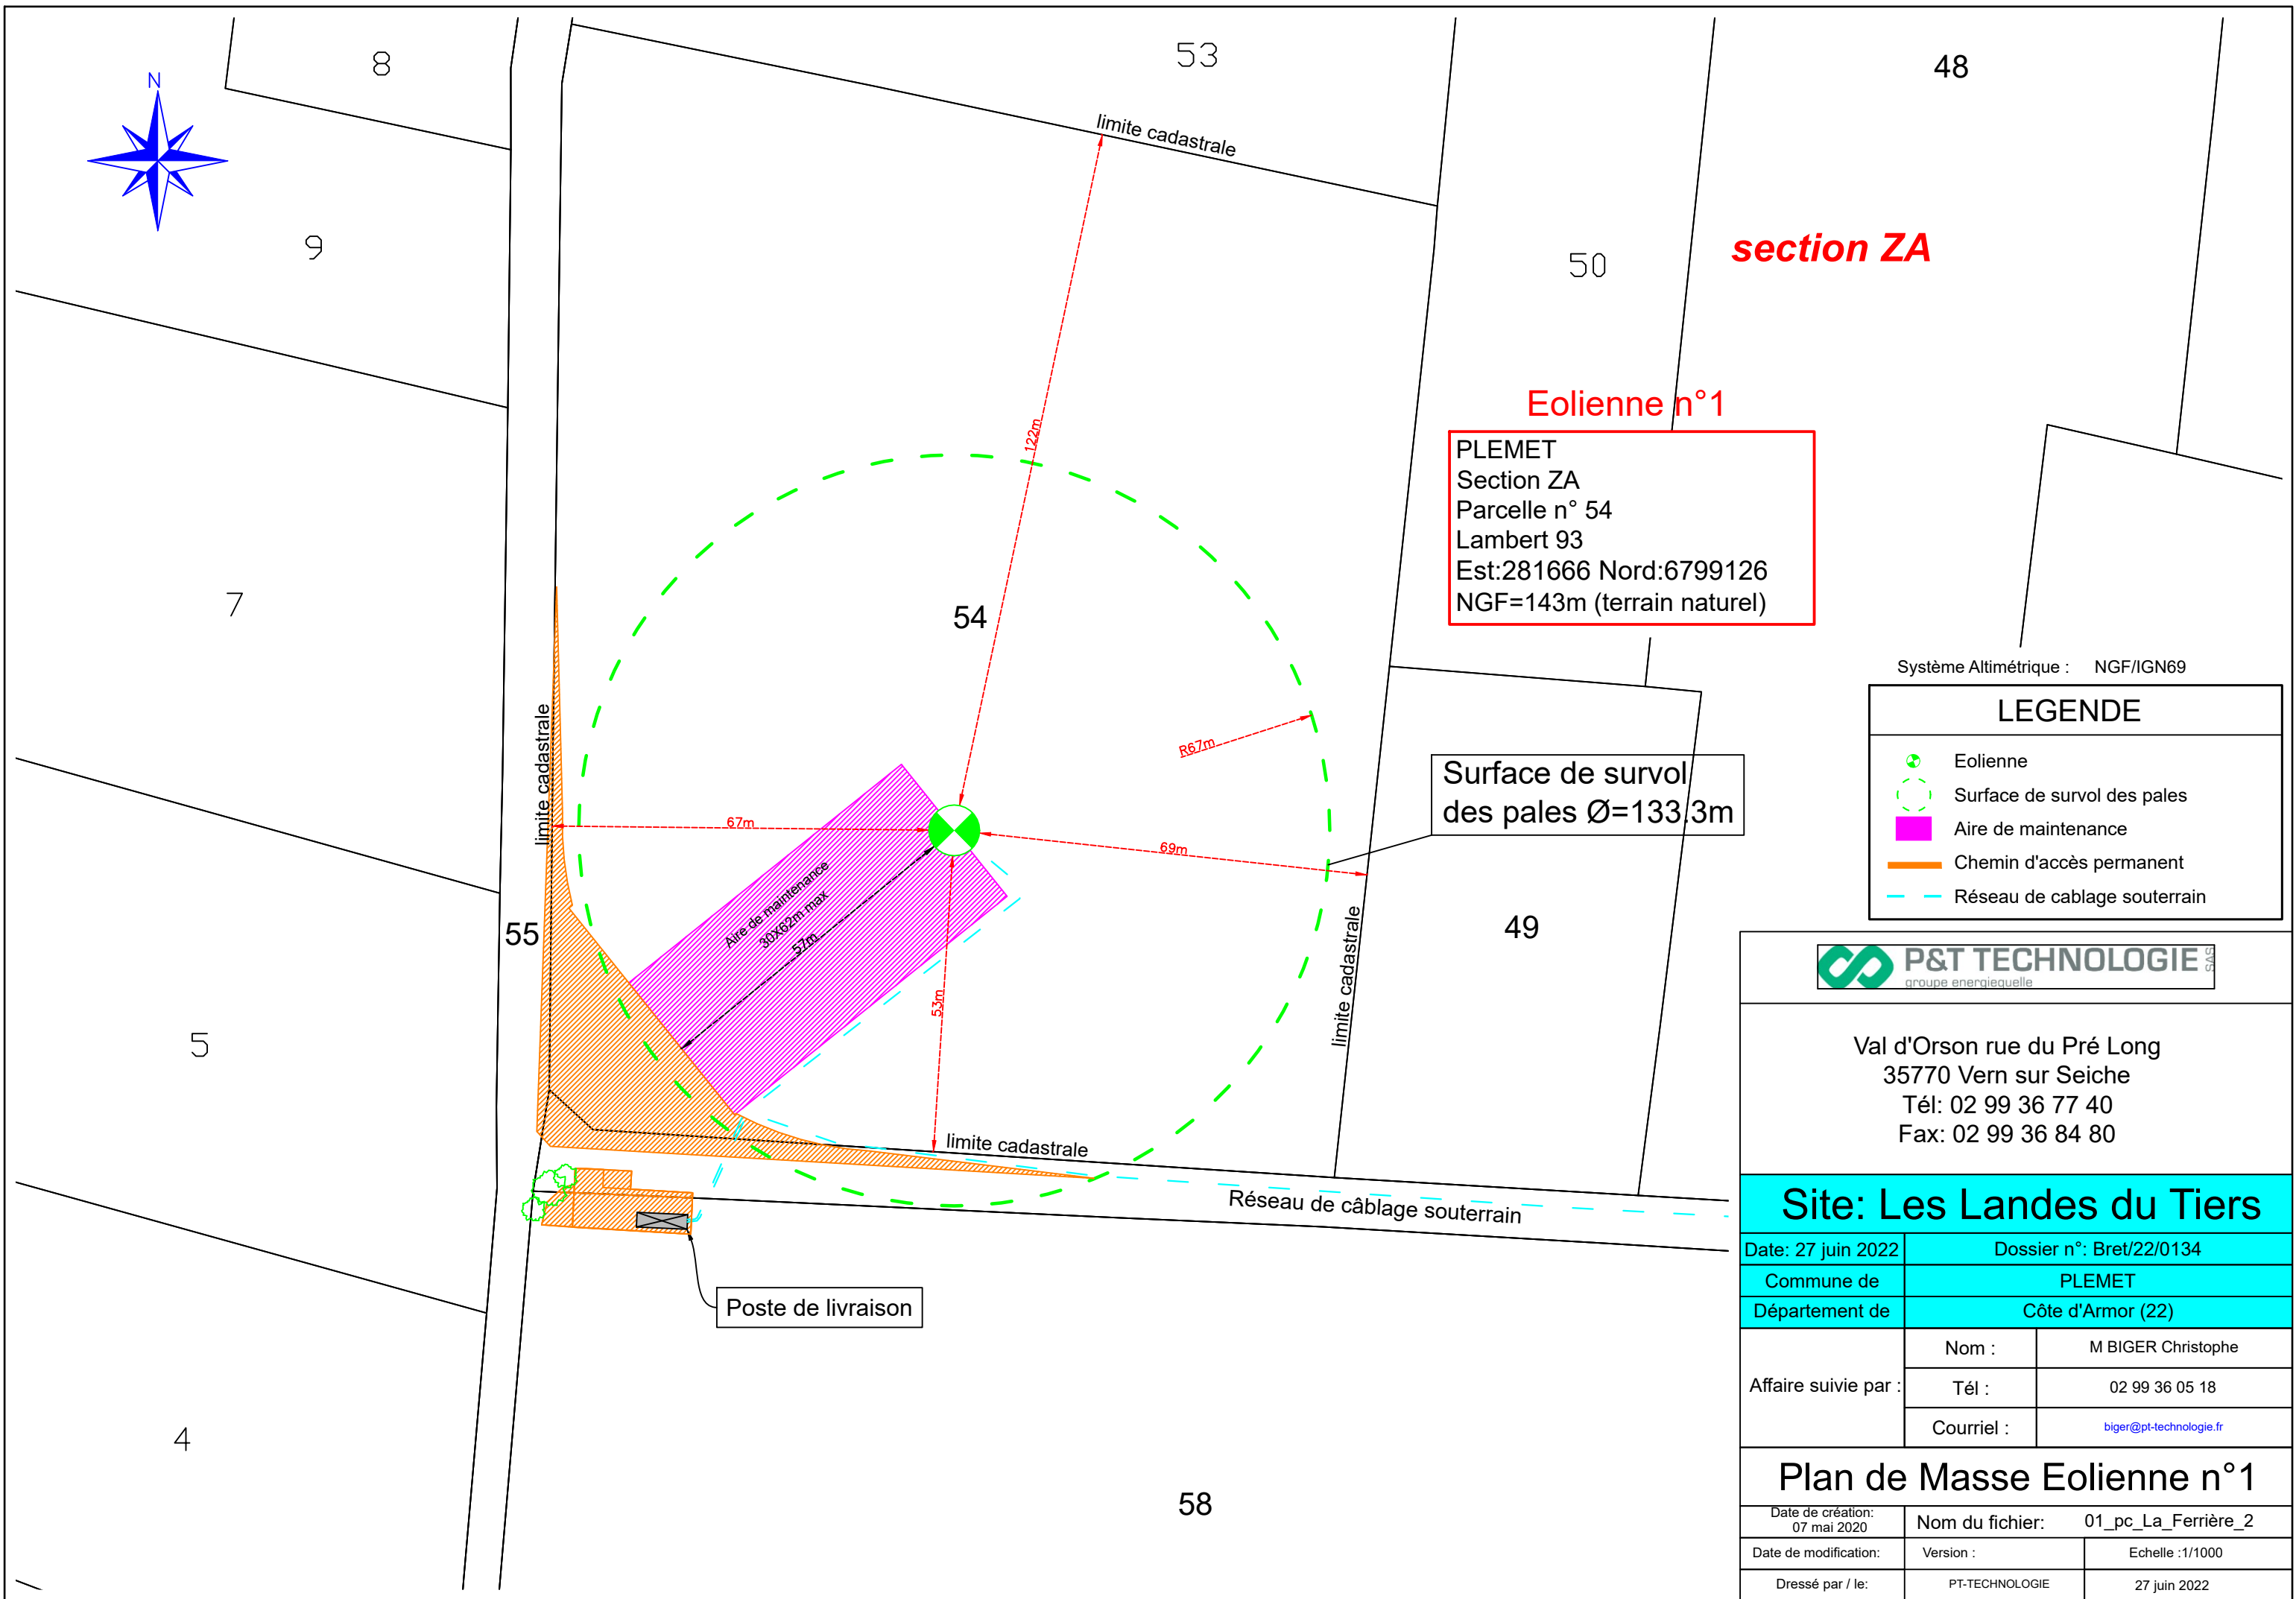 8
53
48
N
limite cadastrale
9
50
section ZA
122m
Eolienne n°1
PLEMET
Section ZA
Parcelle n° 54
Lambert 93
Est:281666 Nord:6799126
NGF=143m (terrain naturel)
7
54
Système Altimétrique : NGF/IGN69
LEGENDE
Eolienne
Surface de survol des pales
Aire de maintenance
Chemin d'accès permanent
Réseau de cablage souterrain
limite cadastrale
R67m
Surface de survol
des pales Ø=133.3m
67m
69m
Aire de maintenance
30X62m max
57m
55
49
limite cadastrale
53m
5
limite cadastrale
Réseau de câblage souterrain
Poste de livraison
4
58
P&T TECHNOLOGIE SAS
groupe energiequelle
Val d'Orson rue du Pré Long
35770 Vern sur Seiche
Tél: 02 99 36 77 40
Fax: 02 99 36 84 80
Site: Les Landes du Tiers
Date: 27 juin 2022 Dossier n°: Bret/22/0134
Commune de PLEMET
Département de Côte d'Armor (22)
Affaire suivie par :
Nom : M BIGER Christophe
Tél : 02 99 36 05 18
Courriel : biger@pt-technologie.fr
Plan de Masse Eolienne n°1
Date de création:
07 mai 2020
Nom du fichier: 01_pc_La_Ferrière_2
Date de modification: Version : Echelle :1/1000
Dressé par / le: PT-TECHNOLOGIE 27 juin 2022